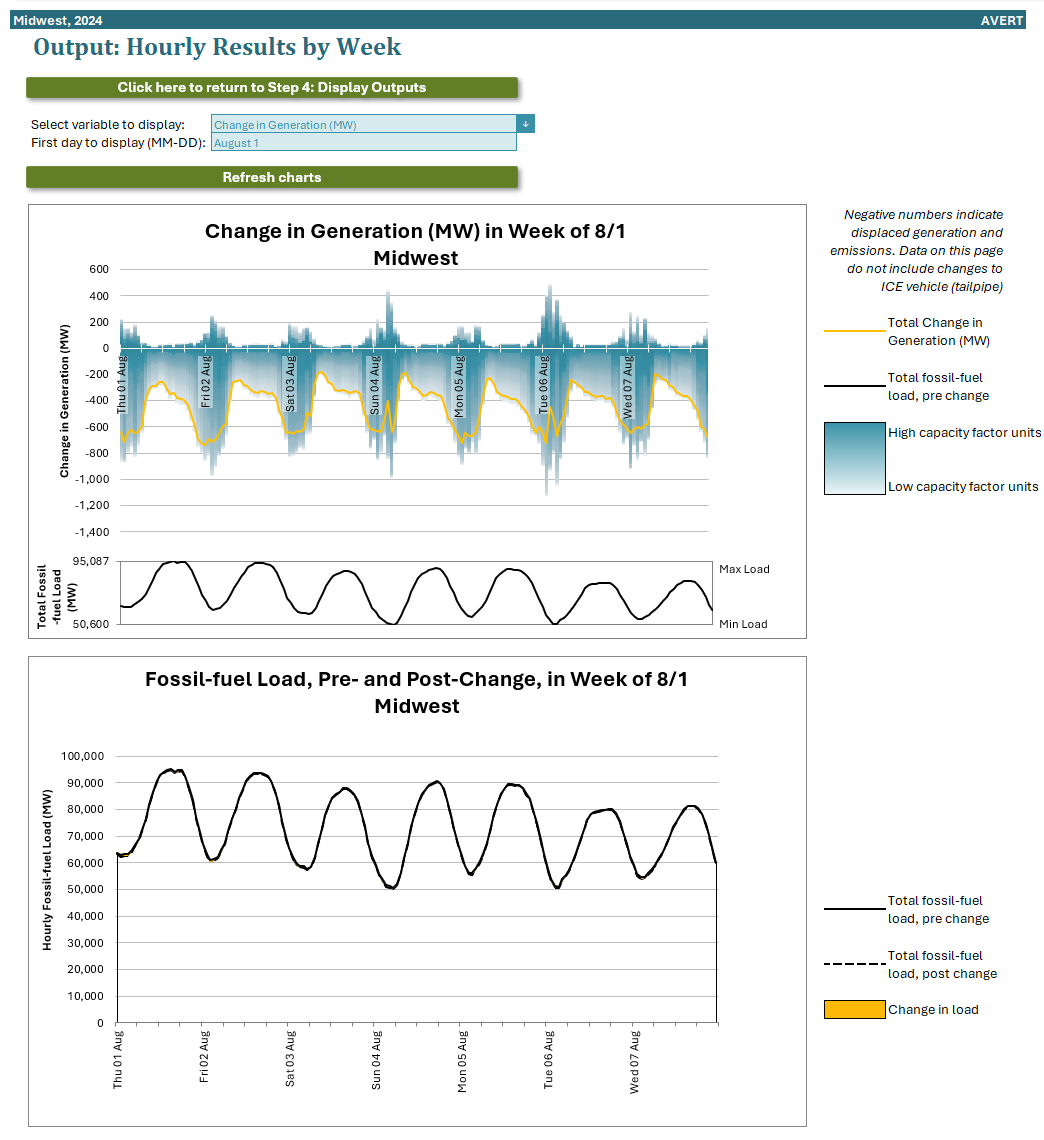 Midwest, 2024
AVERT
Output: Hourly Results by Week
Click here to return to Step 4: Display Outputs
Select variable to display:
Change in Generation (MW)
First day to display (MM-DD):
August 1
Refresh charts
Change in Generation (MW) in Week of 8/1
Midwest
Change in Generation (MW)
600
400
200
0
-200
-400
-600
-800
-1,000
-1,200
-1,400
Thu 01 Aug
Fri 02 Aug
Sat 03 Aug
Sun 04 Aug
Mon 05 Aug
Tue 06 Aug
Wed 07 Aug
Total Fossil
-fuel Load
(MW)
95,087
50,600
Max Load
Min Load
Negative numbers indicate
displaced generation and
emissions. Data on this page
do not include changes to
ICE vehicle (tailpipe)
Total Change in
Generation (MW)
Total fossil-fuel
load, pre change
High capacity factor units
Low capacity factor units
Fossil-fuel Load, Pre- and Post-Change, in Week of 8/1
Midwest
Hourly Fossil-fuel Load (MW)
100,000
90,000
80,000
70,000
60,000
50,000
40,000
30,000
20,000
10,000
0
Thu 01 Aug
Fri 02 Aug
Sat 03 Aug
Sun 04 Aug
Mon 05 Aug
Tue 06 Aug
Wed 07 Aug
Total fossil-fuel
load, pre change
Total fossil-fuel
load, post change
Change in load